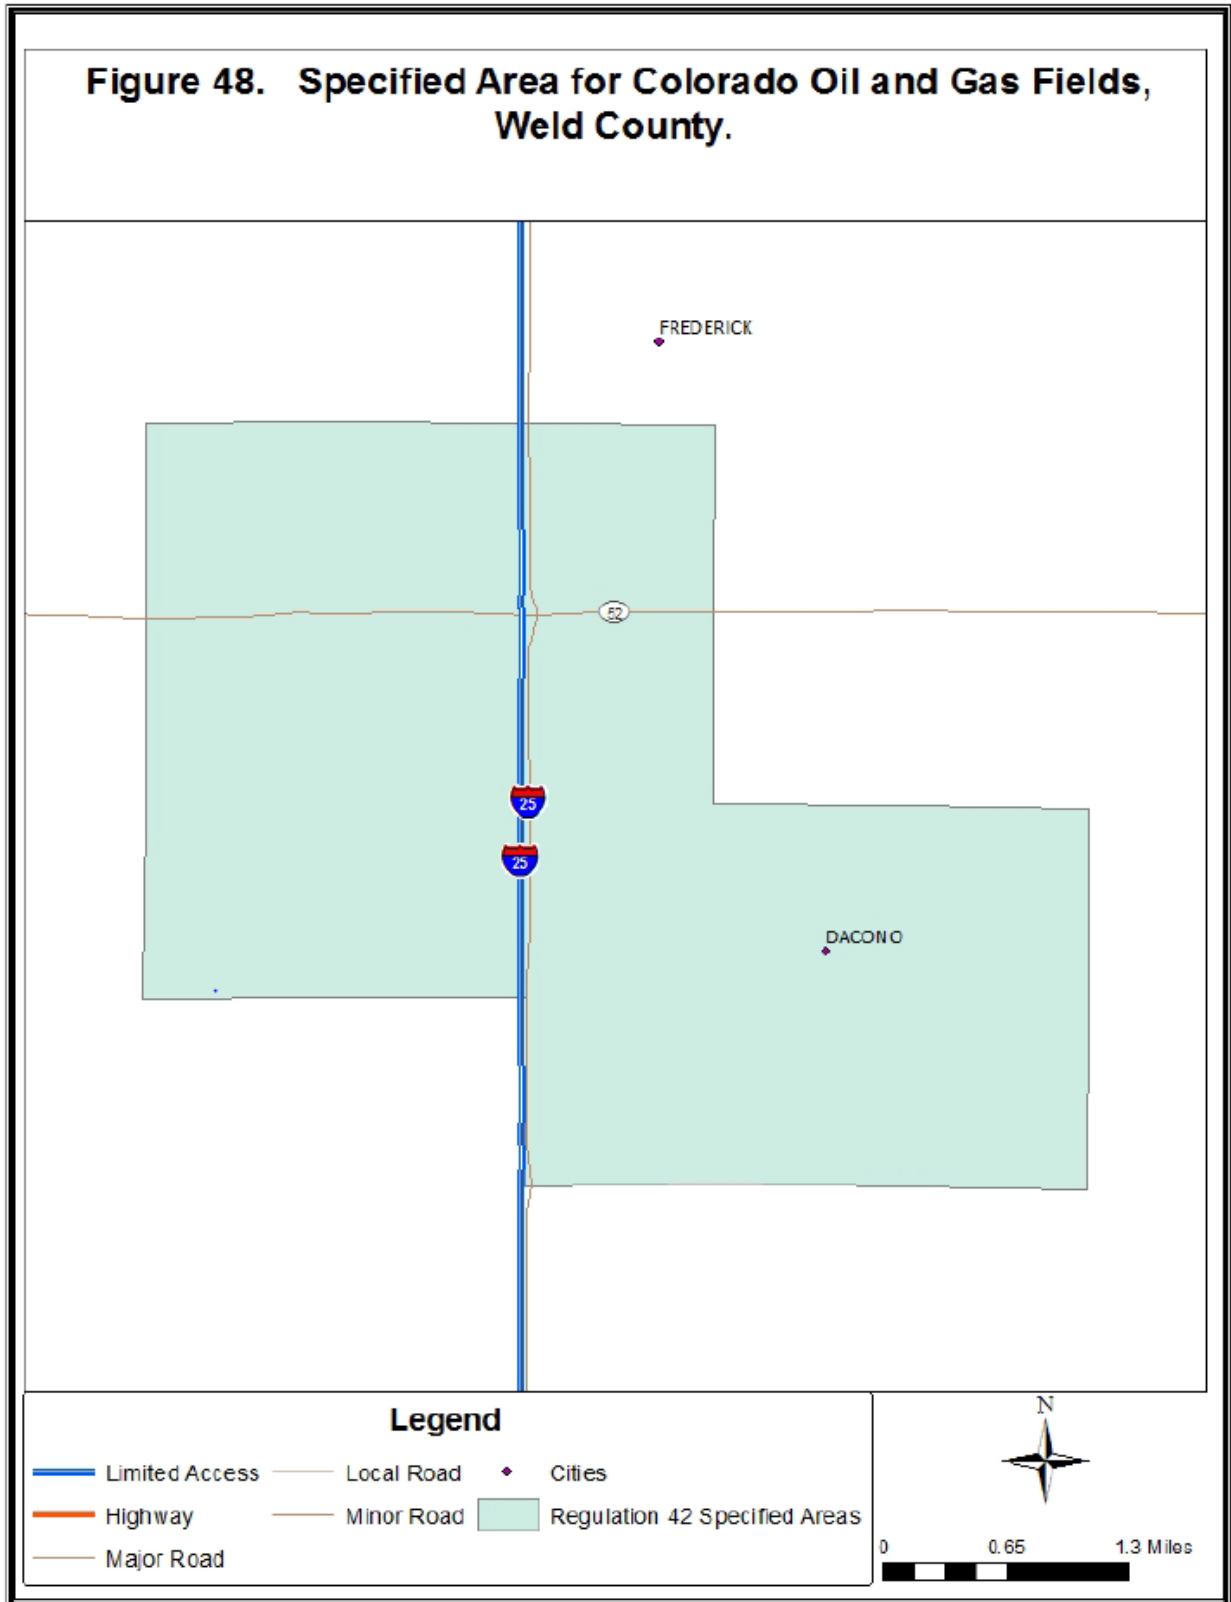 Figure 48. Specified Area for Colorado Oil and Gas Fields,
Weld County.
FREDERICK
52
25
25
DACONO
Legend
Limited Access
Local Road
Cities
Highway
Minor Road
Regulation 42 Specified Areas
Major Road
N
0 0.65 1.3 Miles